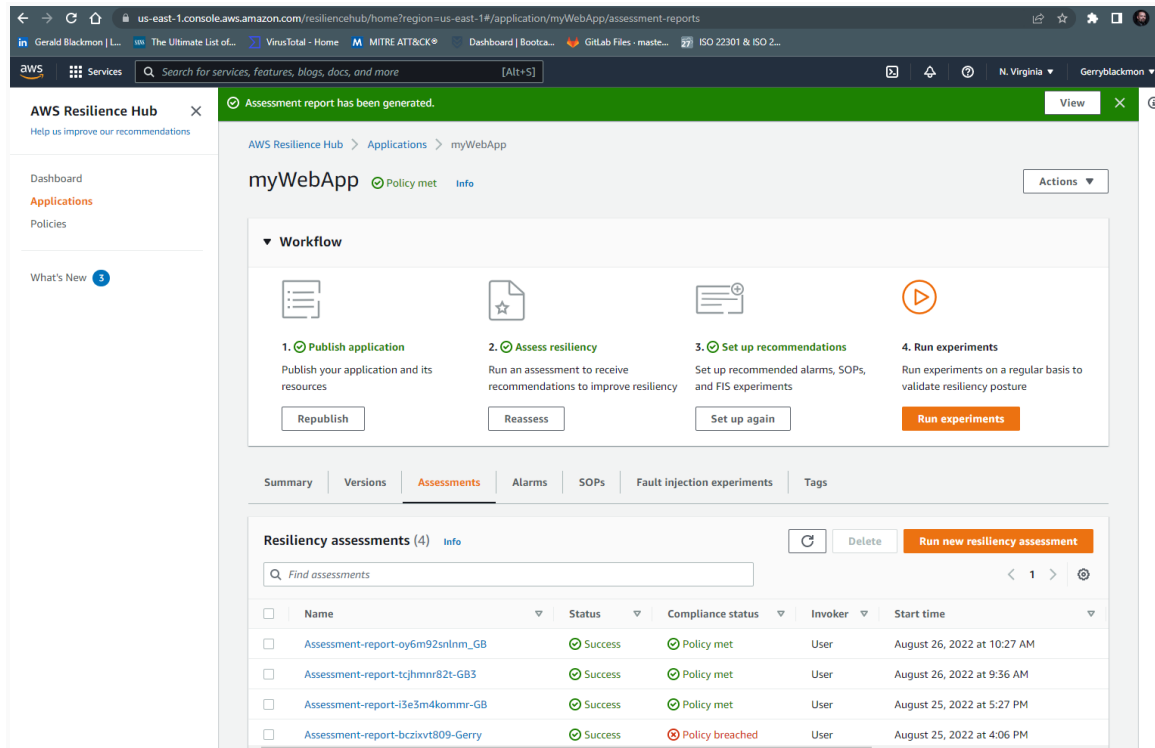 us-east-1.console.aws.amazon.com/resiliencehub/home?region=us-east-1#/application/myWebApp/assessment-reports
in Gerald Blackmon | L... The Ultimate List of... VirusTotal - Home M MITRE ATT&CK® Dashboard | Bootca... GitLab Files · maste... 27 ISO 22301 & ISO 2...
aws Services Search for services, features, blogs, docs, and more [Alt+S] N. Virginia Gerryblackmon
AWS Resilience Hub
Help us improve our recommendations
Dashboard
Applications
Policies
What's New 3
Assessment report has been generated. View
AWS Resilience Hub > Applications > myWebApp
myWebApp Policy met Info Actions
Workflow
1. Publish application
Publish your application and its
resources
Republish
2. Assess resiliency
Run an assessment to receive
recommendations to improve resiliency
Reassess
3. Set up recommendations
Set up recommended alarms, SOPs,
and FIS experiments
Set up again
4. Run experiments
Run experiments on a regular basis to
validate resiliency posture
Run experiments
Summary Versions Assessments Alarms SOPs Fault injection experiments Tags
Resiliency assessments (4) Info Delete Run new resiliency assessment
Find assessments < 1 >
Name Status Compliance status Invoker Start time
Assessment-report-oy6m92snlnm_GB Success Policy met User August 26, 2022 at 10:27 AM
Assessment-report-tcjhmnr82t-GB3 Success Policy met User August 26, 2022 at 9:36 AM
Assessment-report-i3e3m4kommr-GB Success Policy met User August 25, 2022 at 5:27 PM
Assessment-report-bczixvt809-Gerry Success Policy breached User August 25, 2022 at 4:06 PM